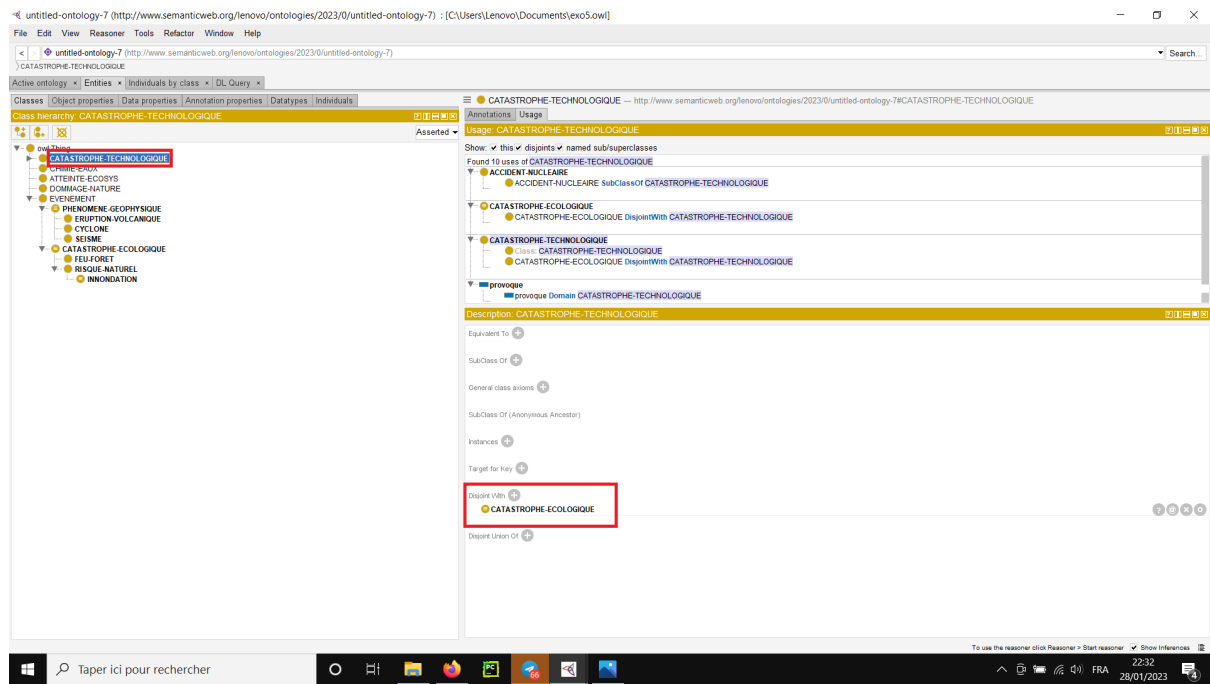 untitled-ontology-7 (http://www.semanticweb.org/lenovo/ontologies/2023/0/untitled-ontology-7) : [C:\Users\Lenovo\Documents\exo5.owl]
File Edit View Reasoner Tools Refactor Window Help
< > untitled-ontology-7 (http://www.semanticweb.org/lenovo/ontologies/2023/0/untitled-ontology-7) Search...
CATASTROPHE-TECHNOLOGIQUE
Active ontology × Entities × Individuals by class × DL Query ×
Classes Object properties Data properties Annotation properties Datatypes Individuals
Class hierarchy: CATASTROPHE-TECHNOLOGIQUE
Asserted
owl:Thing
CATASTROPHE-TECHNOLOGIQUE
CHIMIE-EAUX
ATTEINTE-ECOSYS
DOMMAGE-NATURE
EVENEMENT
PHENOMENE-GEOPHYSIQUE
ERUPTION-VOLCANIQUE
CYCLONE
SEISME
CATASTROPHE-ECOLOGIQUE
FEU-FORET
RISQUE-NATUREL
INNONDATION
CATASTROPHE-TECHNOLOGIQUE — http://www.semanticweb.org/lenovo/ontologies/2023/0/untitled-ontology-7#CATASTROPHE-TECHNOLOGIQUE
Annotations Usage
Usage: CATASTROPHE-TECHNOLOGIQUE
Show: this disjoints named sub/superclasses
Found 10 uses of CATASTROPHE-TECHNOLOGIQUE
ACCIDENT-NUCLEAIRE
ACCIDENT-NUCLEAIRE SubClassOf CATASTROPHE-TECHNOLOGIQUE
CATASTROPHE-ECOLOGIQUE
CATASTROPHE-ECOLOGIQUE DisjointWith CATASTROPHE-TECHNOLOGIQUE
CATASTROPHE-TECHNOLOGIQUE
Class: CATASTROPHE-TECHNOLOGIQUE
CATASTROPHE-ECOLOGIQUE DisjointWith CATASTROPHE-TECHNOLOGIQUE
provoque
provoque Domain CATASTROPHE-TECHNOLOGIQUE
Description: CATASTROPHE-TECHNOLOGIQUE
Equivalent To
SubClass Of
General class axioms
SubClass Of (Anonymous Ancestor)
Instances
Target for Key
Disjoint With
CATASTROPHE-ECOLOGIQUE
Disjoint Union Of
To use the reasoner click Reasoner > Start reasoner Show Inferences
Taper ici pour rechercher
PC
66
FRA
22:32
28/01/2023
4